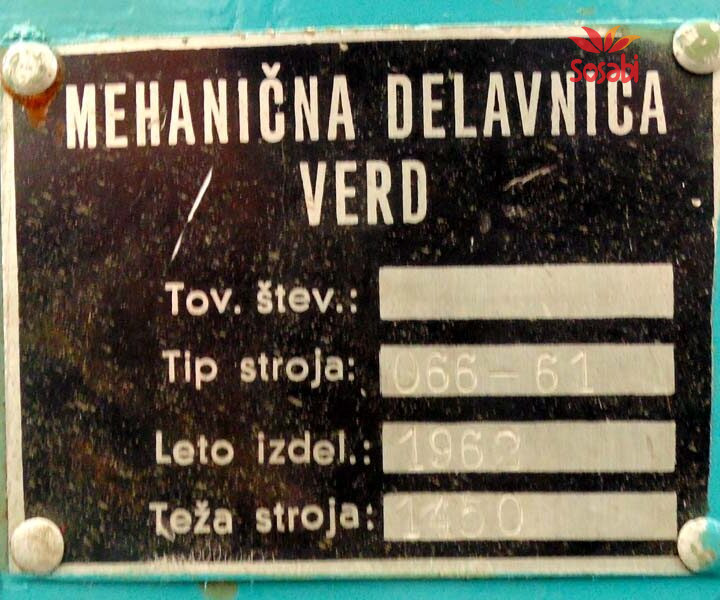 Sosabi
MEHANIČNA DELAVNICA
VERD
Tov. štev.:
Tip stroja: 066-61
Leto izdel.: 1962
Teža stroja: 1450